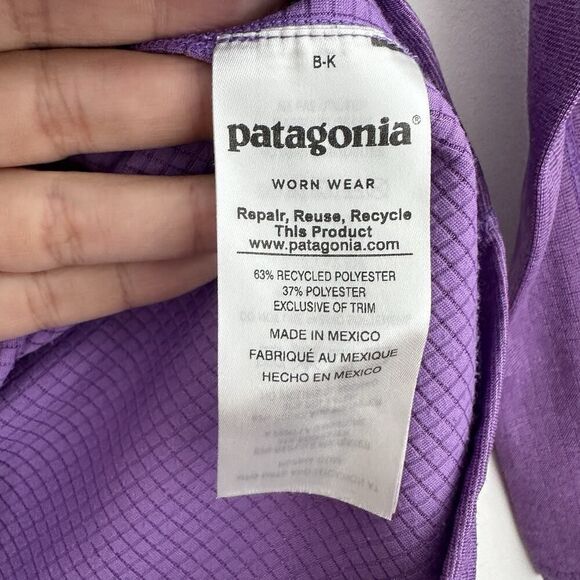 B-K
patagonia®
WORN WEAR
Repair, Reuse, Recycle
This Product
www.patagonia.com
63% RECYCLED POLYESTER
37% POLYESTER
EXCLUSIVE OF TRIM
MADE IN MEXICO
FABRIQUÉ AU MEXIQUE
HECHO EN MEXICO